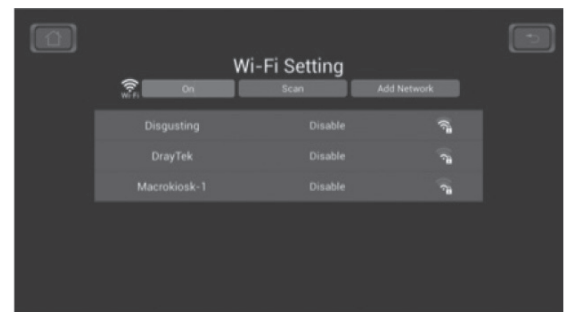 Wi-Fi Setting
Wi Fi On Scan Add Network
Disgusting Disable
DrayTek Disable
Macrokiosk-1 Disable